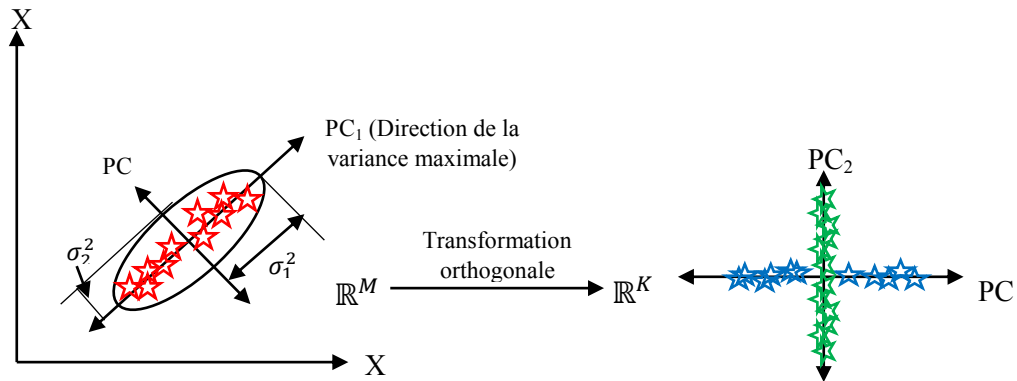 X
PC₁ (Direction de la
variance maximale)
PC
σ₂²
σ₁²
ℝᴹ
Transformation
orthogonale
ℝᴷ
PC₂
PC
X